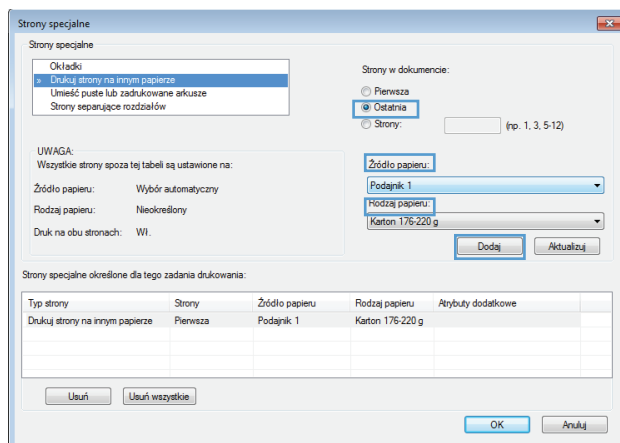 Strony specjalne
Strony specjalne
Okładki
» Drukuj strony na innym papierze
Umieść puste lub zadrukowane arkusze
Strony separujące rozdziałów
Strony w dokumencie:
Pierwsza
Ostatnia
Strony: (np. 1, 3, 5-12)
UWAGA:
Wszystkie strony spoza tej tabeli są ustawione na:
Źródło papieru: Wybór automatyczny
Rodzaj papieru: Nieokreślony
Druk na obu stronach: WŁ.
Źródło papieru:
Podajnik 1
Rodzaj papieru:
Karton 176-220 g
Dodaj Aktualizuj
Strony specjalne określone dla tego zadania drukowania:
Typ strony Strony Źródło papieru Rodzaj papieru Atrybuty dodatkowe
Drukuj strony na innym papierze Pierwsza Podajnik 1 Karton 176-220 g
Usuń Usuń wszystkie
OK Anuluj